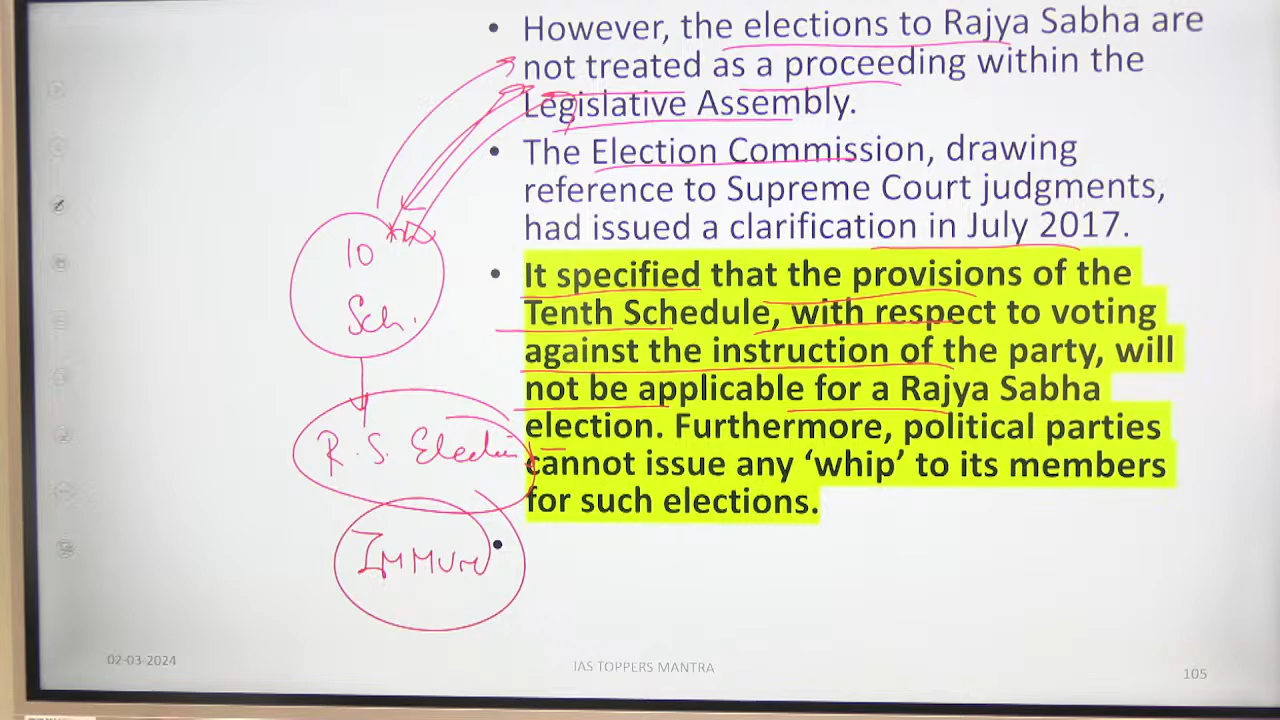 • However, the elections to Rajya Sabha are
not treated as a proceeding within the
Legislative Assembly.
• The Election Commission, drawing
reference to Supreme Court judgments,
had issued a clarification in July 2017.
• It specified that the provisions of the
Tenth Schedule, with respect to voting
against the instruction of the party, will
not be applicable for a Rajya Sabha
election. Furthermore, political parties
cannot issue any ‘whip’ to its members
for such elections.
10
Sch.
R. S. Election
Immun
02-03-2024
IAS TOPPERS MANTRA
105